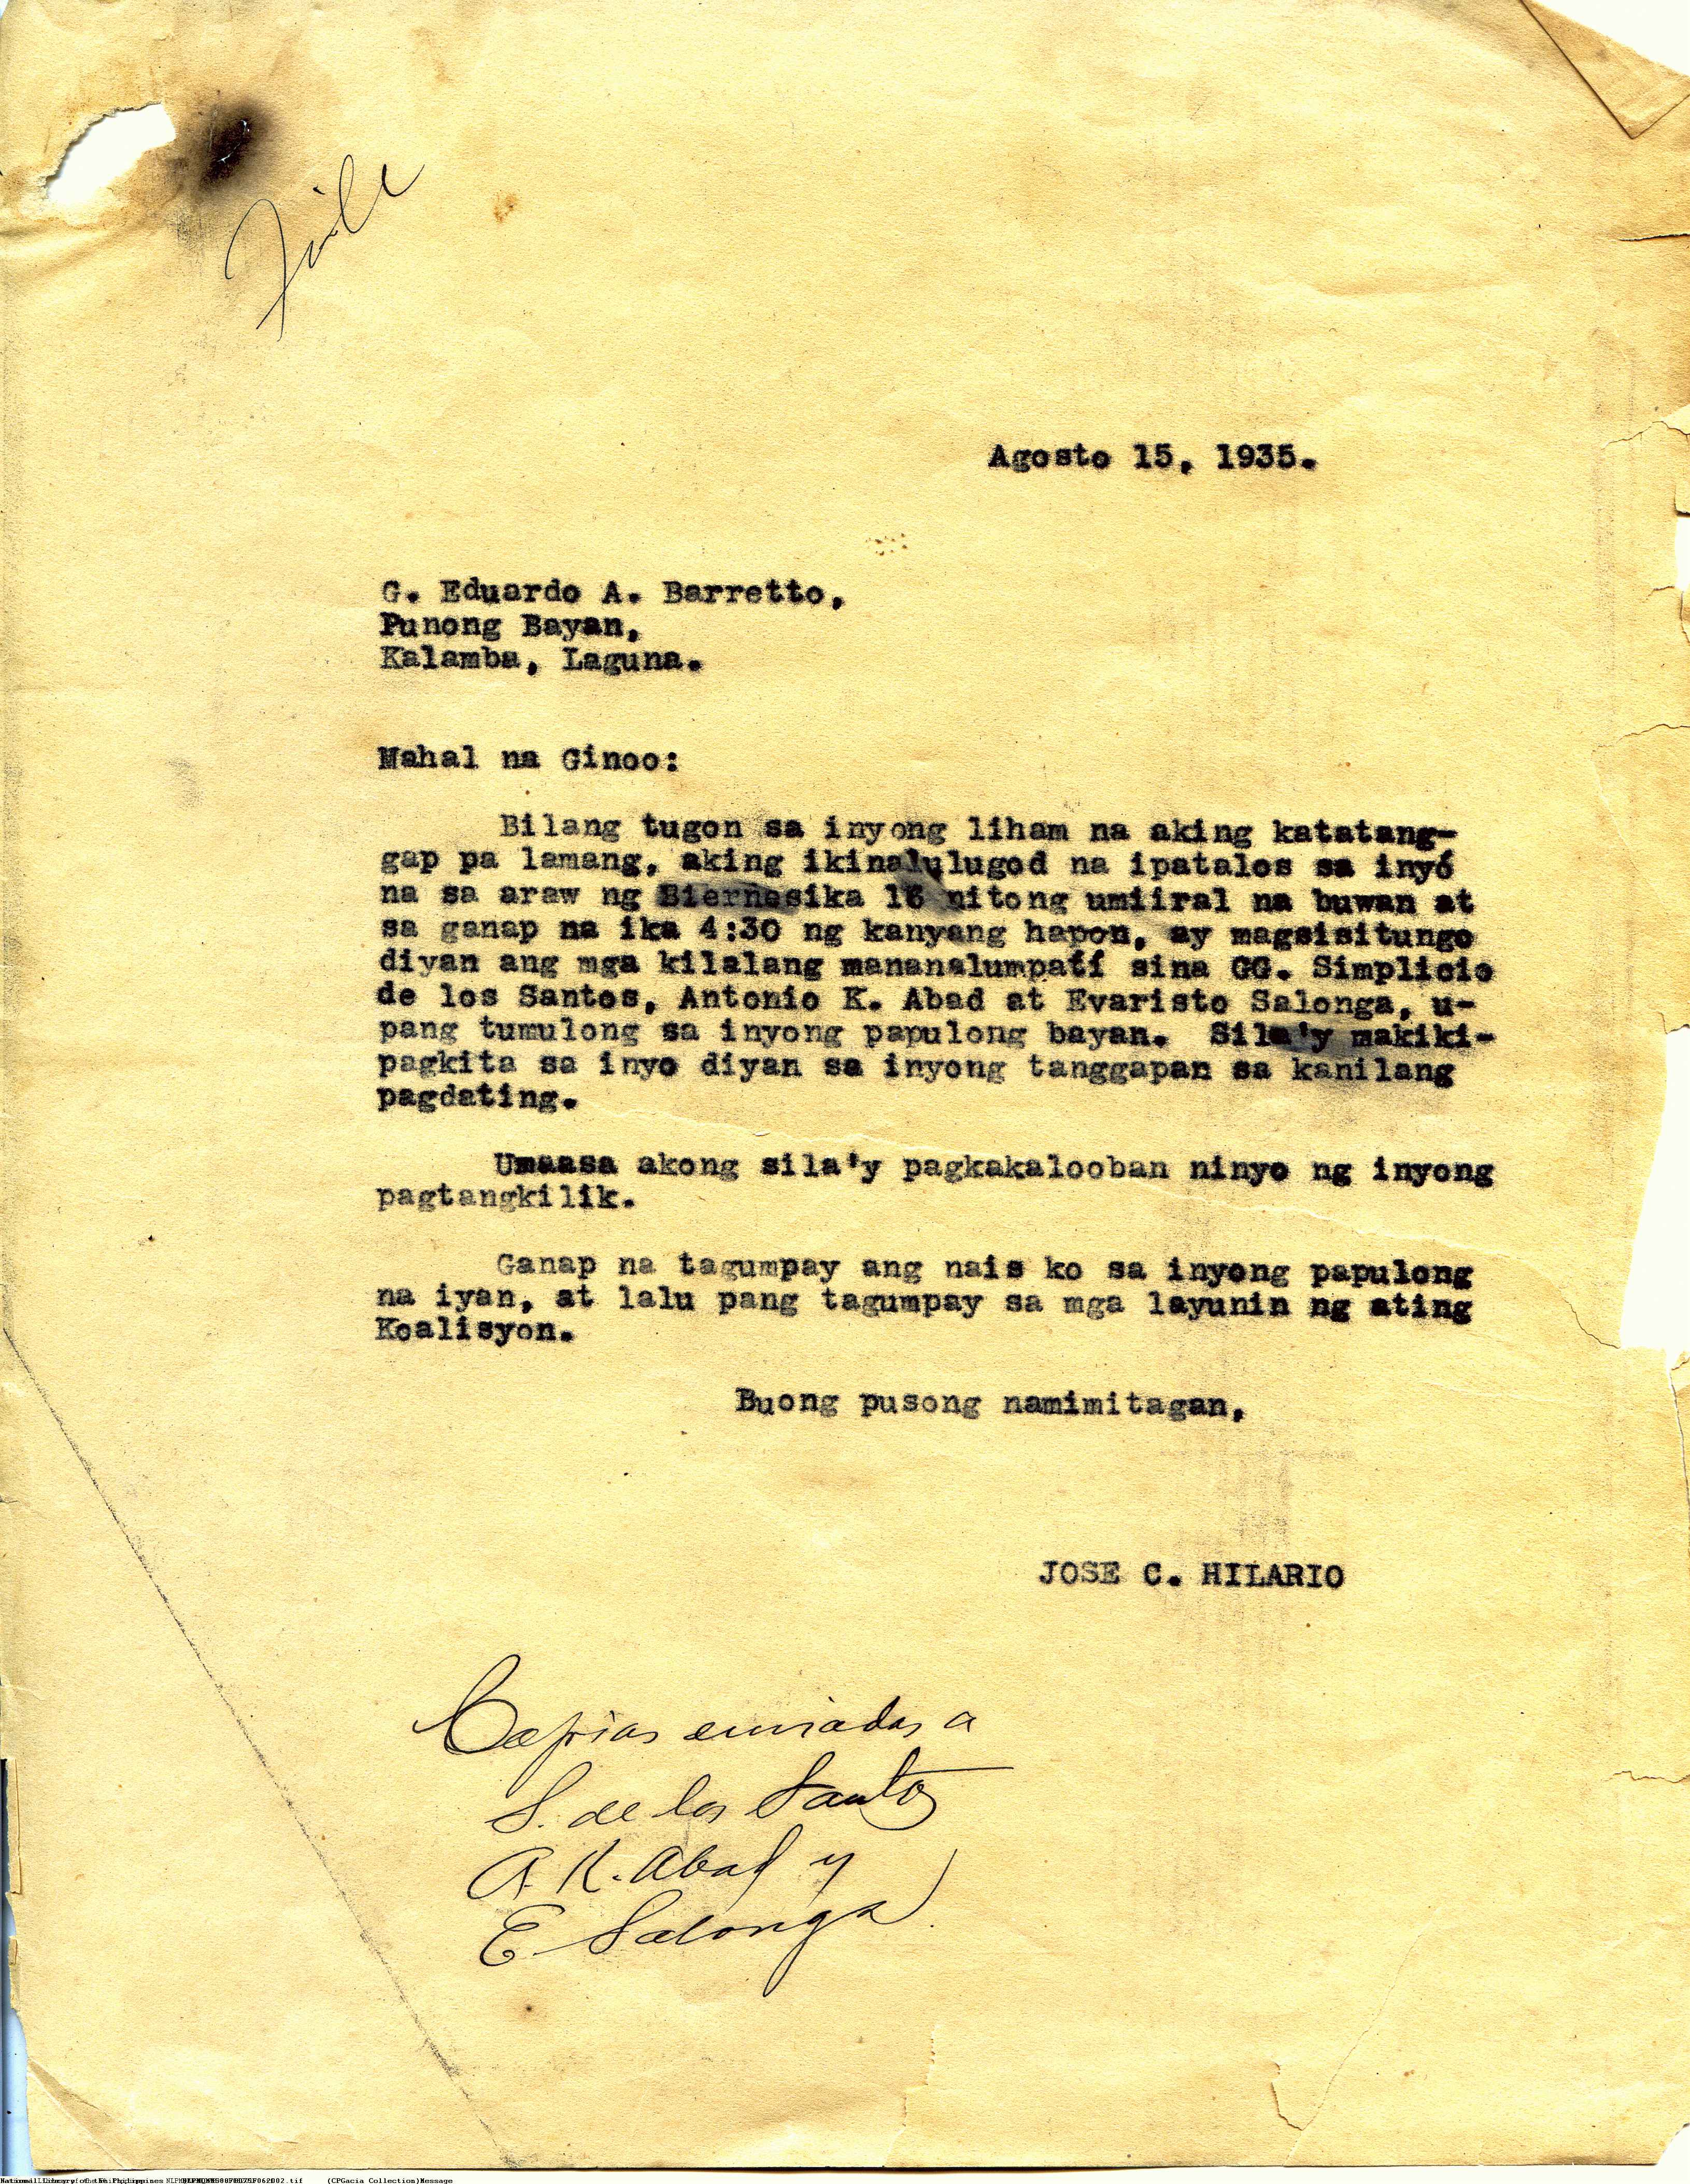 File
Agosto 15, 1935.
G. Eduardo A. Barretto,
Punong Bayan,
Kalamba, Laguna.
Mahal na Ginoo:
Bilang tugon sa inyong liham na aking katatang-
gap pa lamang, aking ikinalulugod na ipatalos sa inyó
na sa araw ng Biernesika 16 nitong umiiral na buwan at
sa ganap na ika 4:30 ng kanyang hapon, ay magsisitungo
diyan ang mga kilalang mananalumpatí sina GG. Simplicio
de los Santos, Antonio K. Abad at Evaristo Salonga, u-
pang tumulong sa inyong papulong bayan. Sila'y makiki-
pagkita sa inyo diyan sa inyong tanggapan sa kanilang
pagdating.
Umaasa akong sila'y pagkakalooban ninyo ng inyong
pagtangkilik.
Ganap na tagumpay ang nais ko sa inyong papulong
na iyan, at lalu pang tagumpay sa mga layunin ng ating
Koalisyon.
Buong pusong namimitagan,
JOSE C. HILARIO
Copias enviadas a
S. de los Santos
A. K. Abad y
E. Salonga
(CPGacia Collection)Message